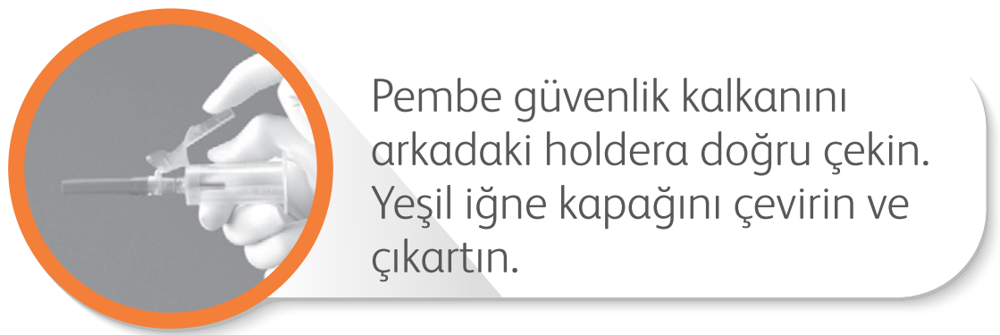 Pembe güvenlik kalkanını
arkadaki holdera doğru çekin.
Yeşil iğne kapağını çevirin ve
çıkartın.